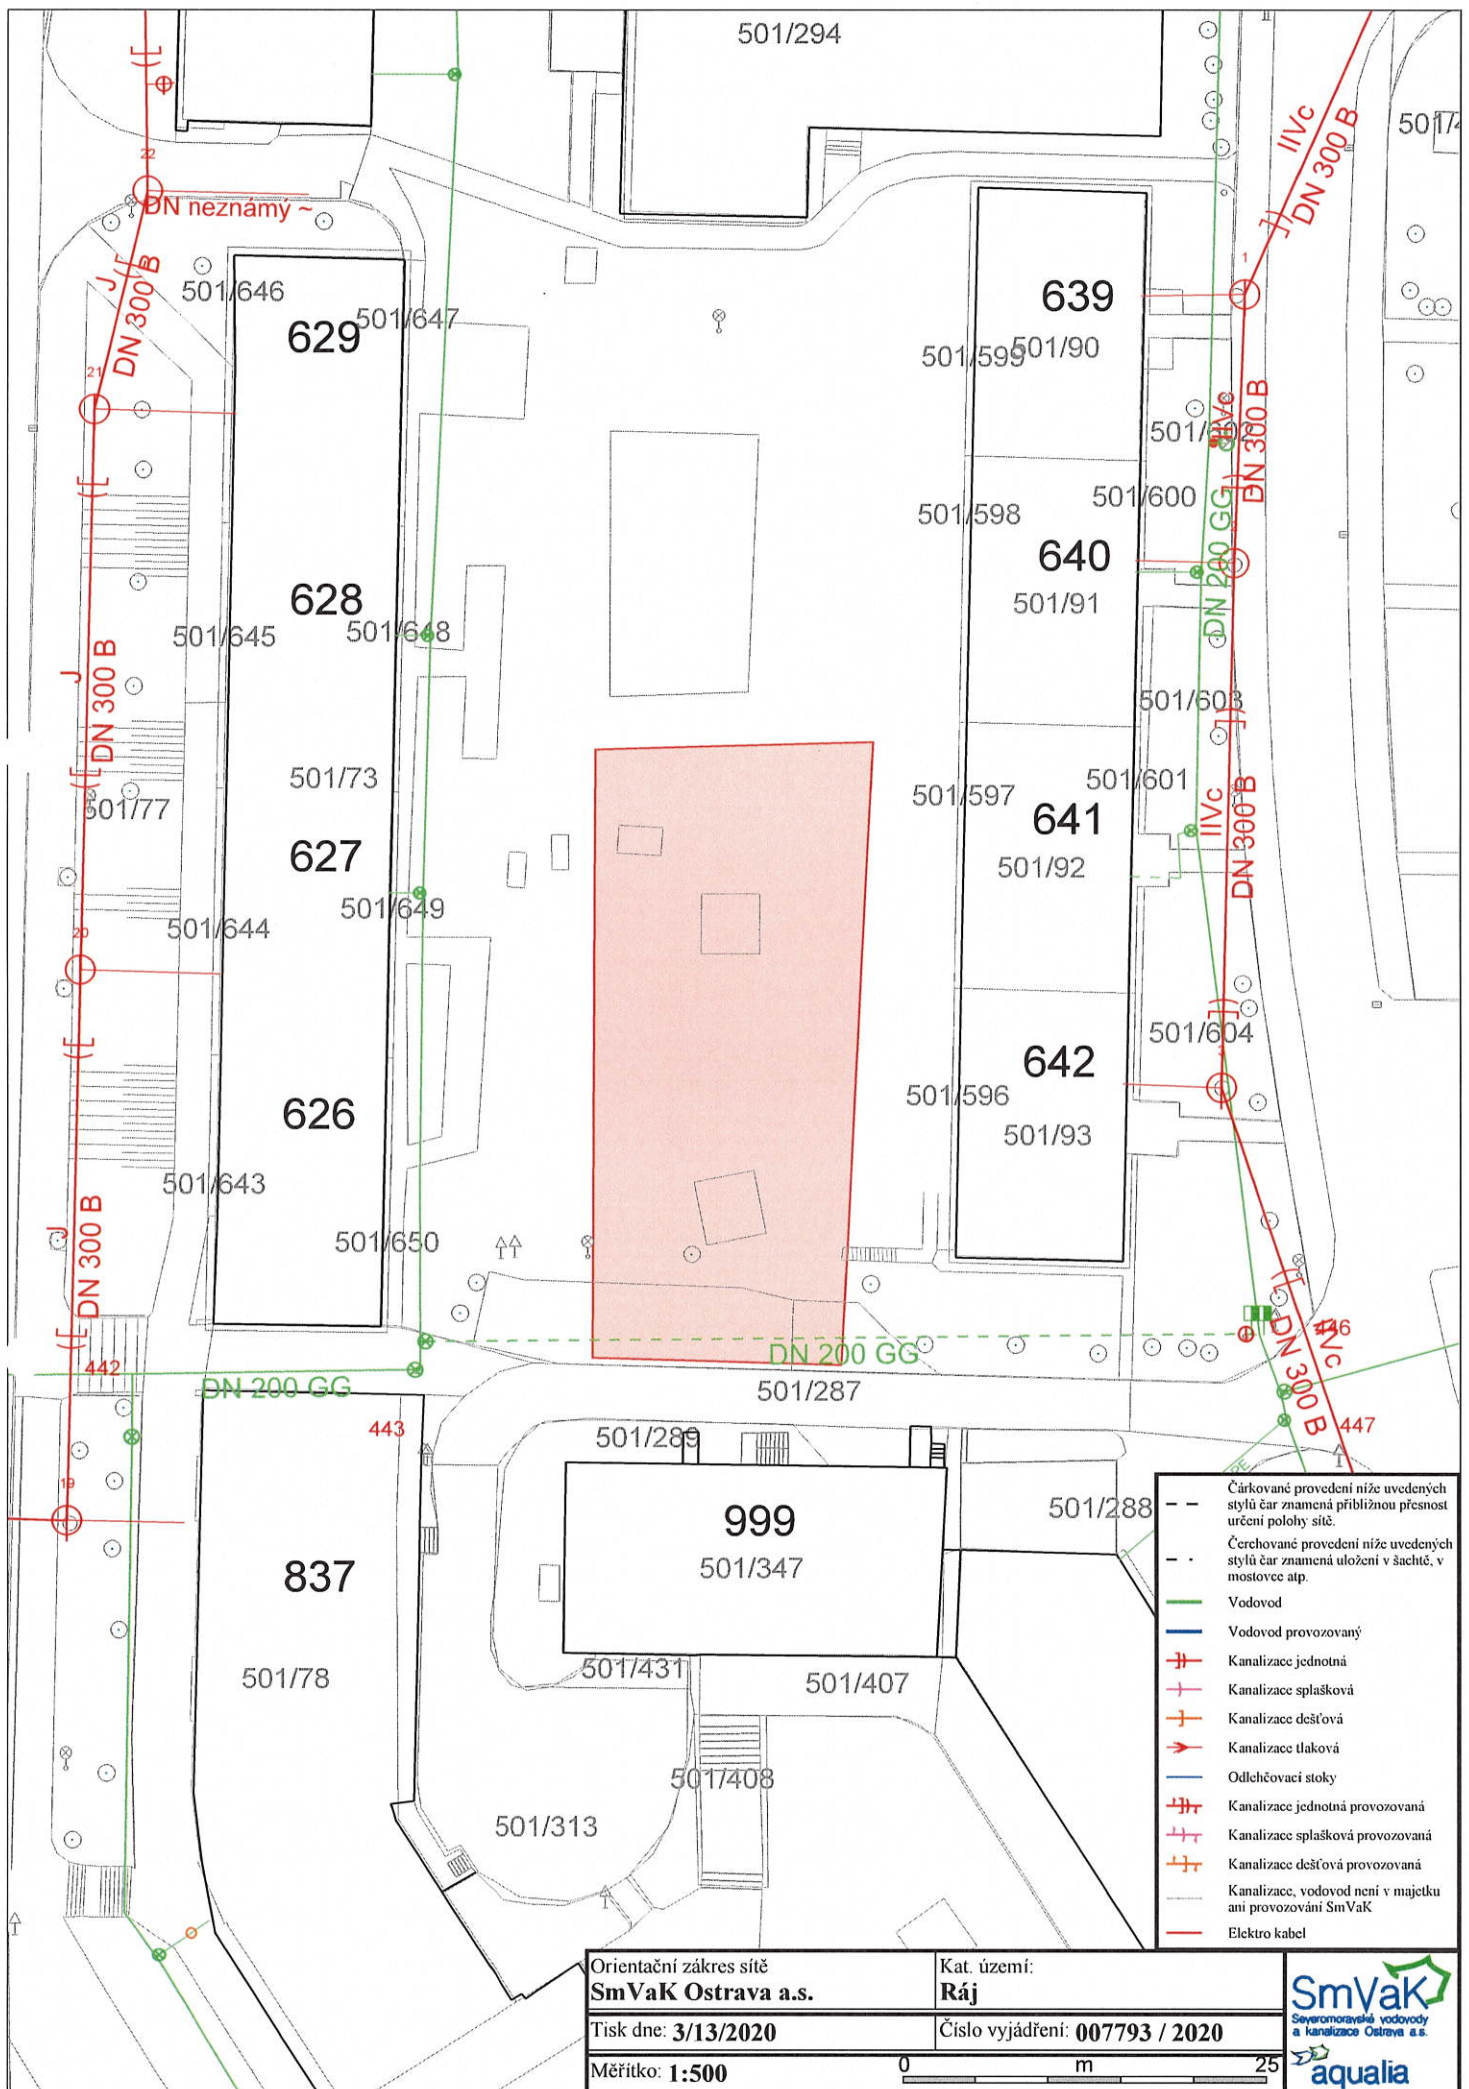 501/294
IIVc
DN 300 B
22
DN neznámý ~
J
DN 300 B
501/646
501/647
629
639
501/599
501/90
1
21
501/602
IIVc
DN 300 B
501/600
501/598
640
501/91
DN 200 GG
628
501/645
501/648
J
DN 300 B
501/603
501/73
501/77
501/597
501/601
641
501/92
IIVc
DN 300 B
627
501/649
501/644
20
501/604
642
501/596
501/93
626
501/643
501/650
J
DN 300 B
446
DN 300 B
442
DN 200 GG
DN 200 GG
501/287
443
501/289
447
PE
19
999
501/347
501/288
837
501/78
501/431
501/407
501/408
501/313
Čárkované provedení níže uvedených
stylů čar znamená přibližnou přesnost
určení polohy sítě.
Čerchované provedení níže uvedených
stylů čar znamená uložení v šachtě, v
mostovce atp.
Vodovod
Vodovod provozovaný
Kanalizace jednotná
Kanalizace splašková
Kanalizace dešťová
Kanalizace tlaková
Odlehčovací stoky
Kanalizace jednotná provozovaná
Kanalizace splašková provozovaná
Kanalizace dešťová provozovaná
Kanalizace, vodovod není v majetku
ani provozování SmVaK
Elektro kabel
Orientační zákres sítě
SmVaK Ostrava a.s.
Kat. území:
Ráj
Tisk dne: 3/13/2020
Číslo vyjádření: 007793 / 2020
Měřítko: 1:500
0 m 25
SmVaK
Severomoravské vodovody
a kanalizace Ostrava a.s.
aqualia